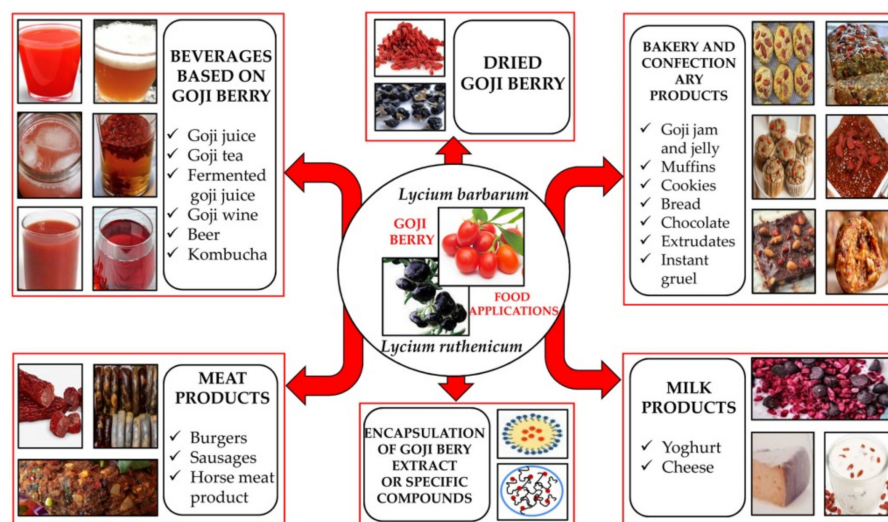 BEVERAGES
BASED ON
GOJI BERRY
✓ Goji juice
✓ Goji tea
✓ Fermented
goji juice
✓ Goji wine
✓ Beer
✓ Kombucha
DRIED
GOJI BERRY
BAKERY AND
CONFECTION
ARY
PRODUCTS
✓ Goji jam
and jelly
✓ Muffins
✓ Cookies
✓ Bread
✓ Chocolate
✓ Extrudates
✓ Instant
gruel
Lycium barbarum
GOJI
BERRY
FOOD
APPLICATIONS
Lycium ruthenicum
MEAT
PRODUCTS
✓ Burgers
✓ Sausages
✓ Horse meat
product
ENCAPSULATION
OF GOJI BERY
EXTRACT
OR SPECIFIC
COMPOUNDS
MILK
PRODUCTS
✓ Yoghurt
✓ Cheese